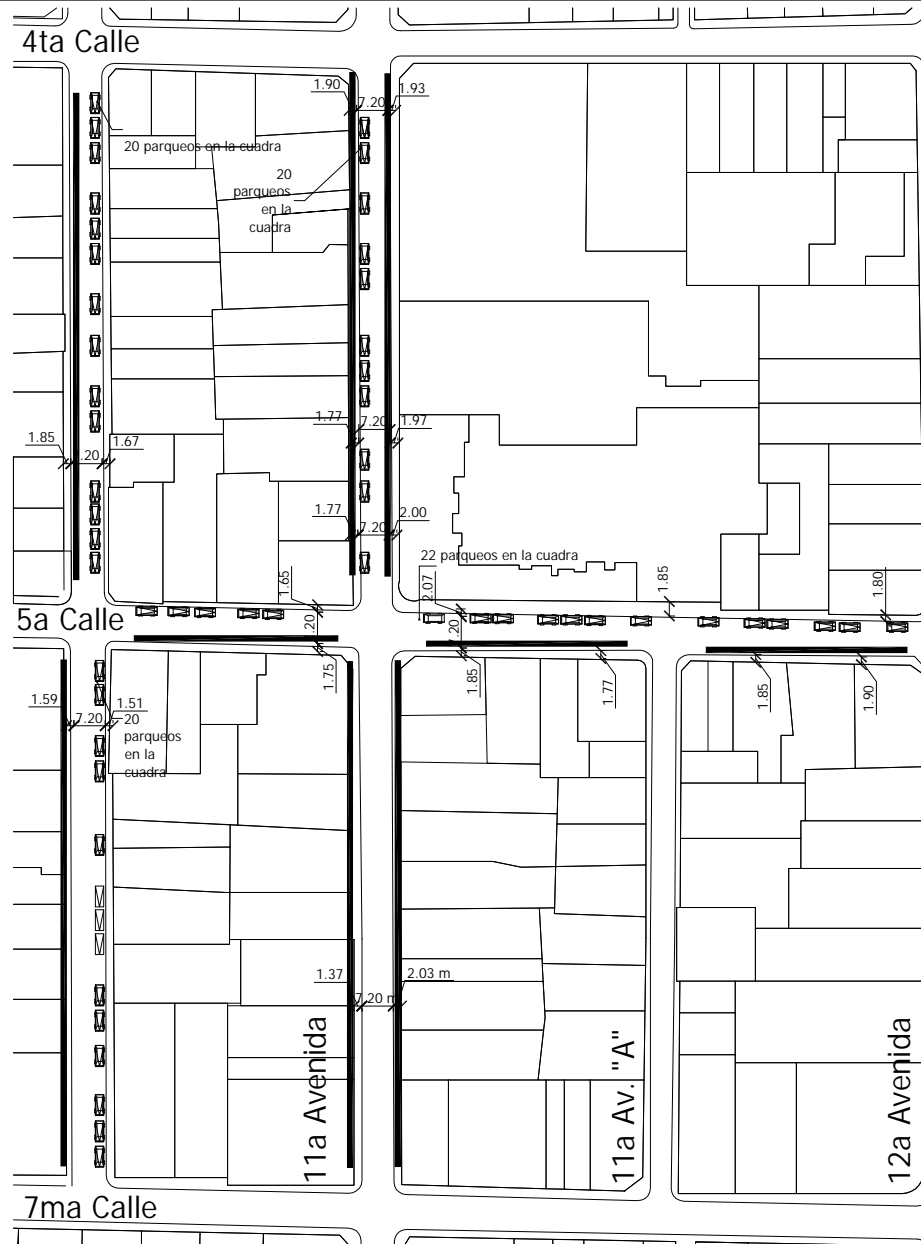 4ta Calle
1.90
7.20
1.93
20 parqueos en la cuadra
20
parqueos
en la
cuadra
1.77
7.20
1.97
1.85
.20
1.67
1.77
7.20
2.00
22 parqueos en la cuadra
1.65
2.07
1.85
1.80
5a Calle
.20
7.20
1.75
1.85
1.77
1.85
1.90
1.59
7.20
1.51
20
parqueos
en la
cuadra
1.37
7.20 m
2.03 m
11a Avenida
11a Av. "A"
12a Avenida
7ma Calle